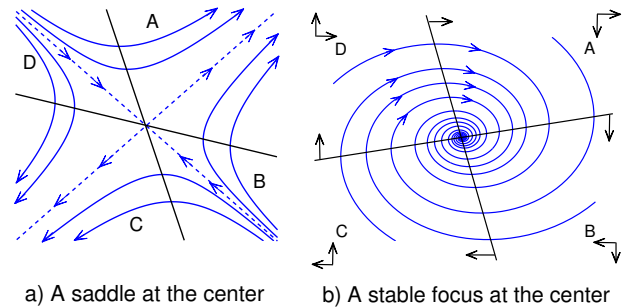 A
D
B
C
a) A saddle at the center
D
A
C
B
b) A stable focus at the center